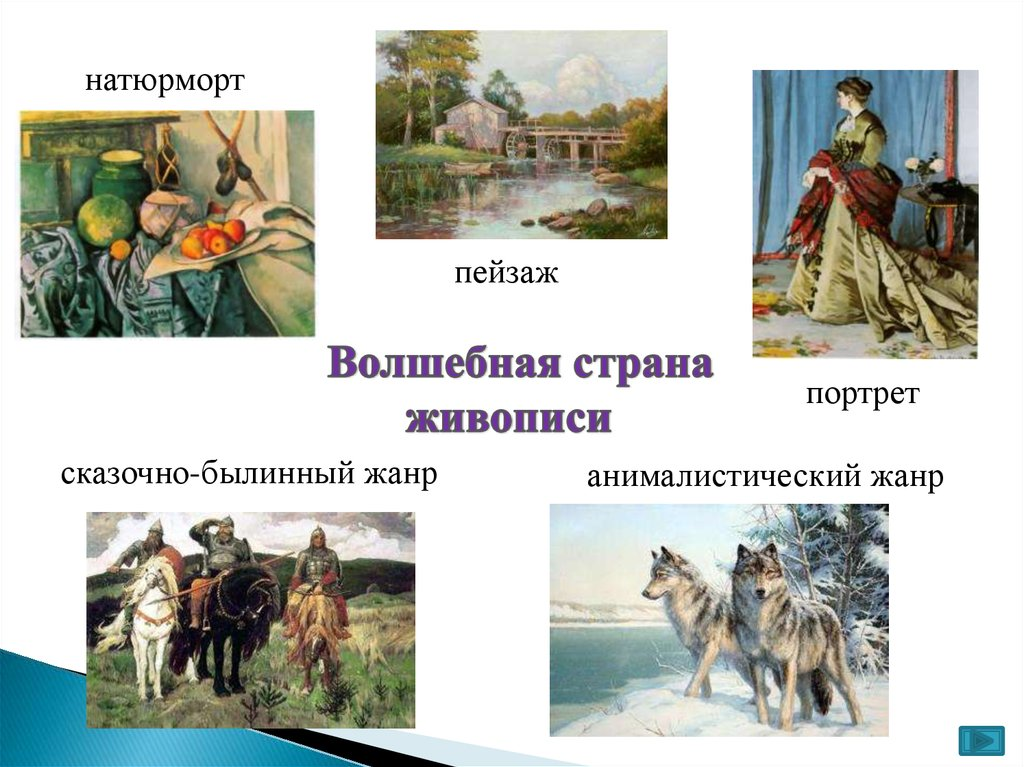 натюрморт
пейзаж
Волшебная страна
живописи
портрет
сказочно-былинный жанр
анималистический жанр